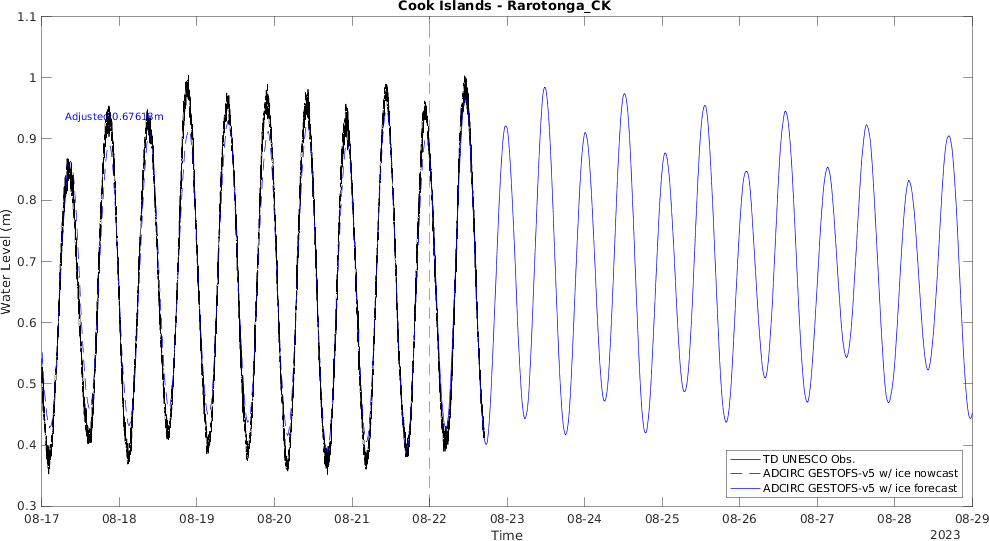 Cook Islands - Rarotonga_CK
1.1
1
0.9
0.8
0.7
0.6
0.5
0.4
0.3
Water Level (m)
Adjusted 0.67613m
TD UNESCO Obs.
ADCIRC GESTOFS-v5 w/ ice nowcast
ADCIRC GESTOFS-v5 w/ ice forecast
08-17 08-18 08-19 08-20 08-21 08-22 08-23 08-24 08-25 08-26 08-27 08-28 08-29
Time
2023